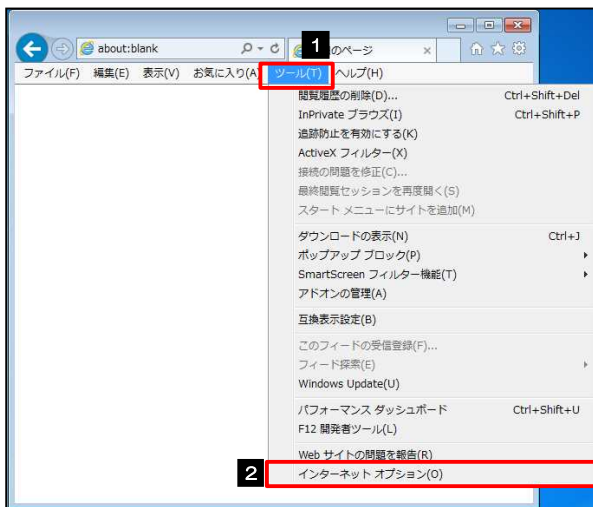 about:blank
1
のページ
ファイル(F) 編集(E) 表示(V) お気に入り(A) ツール(T) ヘルプ(H)
閲覧履歴の削除(D)... Ctrl+Shift+Del
InPrivate ブラウズ(I) Ctrl+Shift+P
追跡防止を有効にする(K)
ActiveX フィルター(X)
接続の問題を修正(C)...
最終閲覧セッションを再度開く(S)
スタート メニューにサイトを追加(M)
ダウンロードの表示(N) Ctrl+J
ポップアップ ブロック(P)
SmartScreen フィルター機能(T)
アドオンの管理(A)
互換表示設定(B)
このフィードの受信登録(F)...
フィード探索(E)
Windows Update(U)
パフォーマンス ダッシュボード Ctrl+Shift+U
F12 開発者ツール(L)
Web サイトの問題を報告(R)
2 インターネット オプション(O)